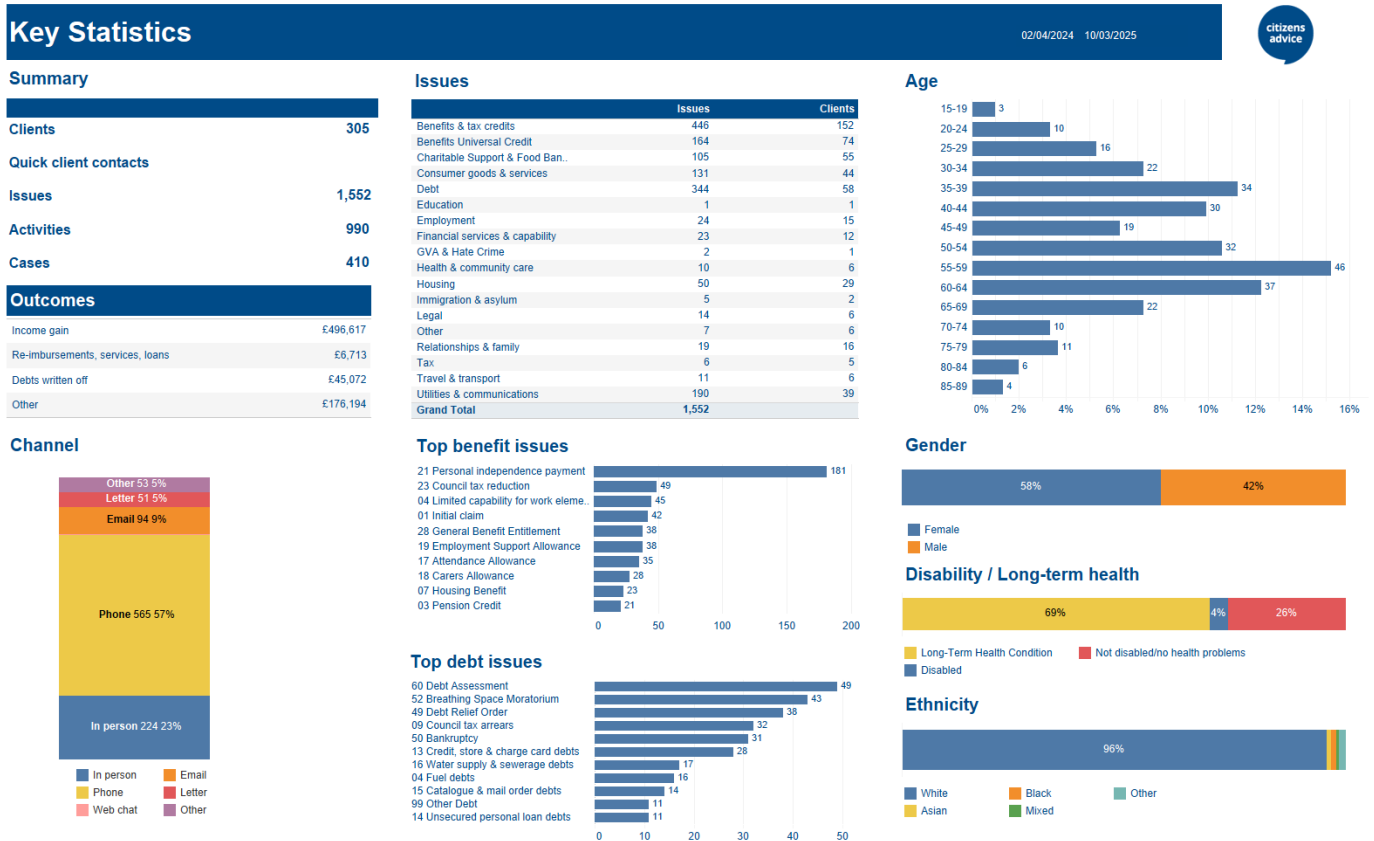 Key Statistics
02/04/2024 10/03/2025
citizens
advice
Summary
Clients 305
Quick client contacts
Issues 1,552
Activities 990
Cases 410
Outcomes
Income gain £496,617
Re-imbursements, services, loans £6,713
Debts written off £45,072
Other £176,194
Issues
Issues Clients
Benefits & tax credits 446 152
Benefits Universal Credit 164 74
Charitable Support & Food Ban.. 105 55
Consumer goods & services 131 44
Debt 344 58
Education 1 1
Employment 24 15
Financial services & capability 23 12
GVA & Hate Crime 2 1
Health & community care 10 6
Housing 50 29
Immigration & asylum 5 2
Legal 14 6
Other 7 6
Relationships & family 19 16
Tax 6 5
Travel & transport 11 6
Utilities & communications 190 39
Grand Total 1,552
Age
15-19 3
20-24 10
25-29 16
30-34 22
35-39 34
40-44 30
45-49 19
50-54 32
55-59 46
60-64 37
65-69 22
70-74 10
75-79 11
80-84 6
85-89 4
0% 2% 4% 6% 8% 10% 12% 14% 16%
Channel
Other 53 5%
Letter 51 5%
Email 94 9%
Phone 565 57%
In person 224 23%
In person Email
Phone Letter
Web chat Other
Top benefit issues
21 Personal independence payment 181
23 Council tax reduction 49
04 Limited capability for work eleme.. 45
01 Initial claim 42
28 General Benefit Entitlement 38
19 Employment Support Allowance 38
17 Attendance Allowance 35
18 Carers Allowance 28
07 Housing Benefit 23
03 Pension Credit 21
0 50 100 150 200
Top debt issues
60 Debt Assessment 49
52 Breathing Space Moratorium 43
49 Debt Relief Order 38
09 Council tax arrears 32
50 Bankruptcy 31
13 Credit, store & charge card debts 28
16 Water supply & sewerage debts 17
04 Fuel debts 16
15 Catalogue & mail order debts 14
99 Other Debt 11
14 Unsecured personal loan debts 11
0 10 20 30 40 50
Gender
58% 42%
Female
Male
Disability / Long-term health
69% 4% 26%
Long-Term Health Condition Not disabled/no health problems
Disabled
Ethnicity
96%
White Black Other
Asian Mixed